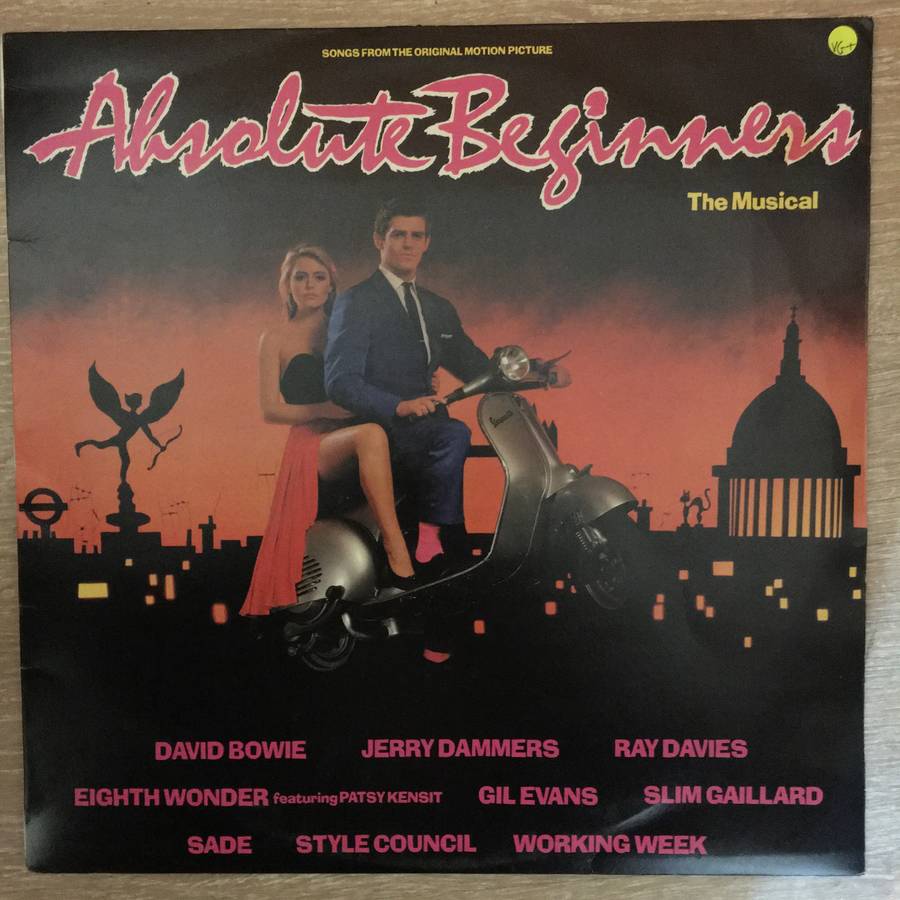 SONGS FROM THE ORIGINAL MOTION PICTURE
VG+
Absolute Beginners
The Musical
Vespa
DAVID BOWIE JERRY DAMMERS RAY DAVIES
EIGHTH WONDER featuring PATSY KENSIT GIL EVANS SLIM GAILLARD
SADE STYLE COUNCIL WORKING WEEK